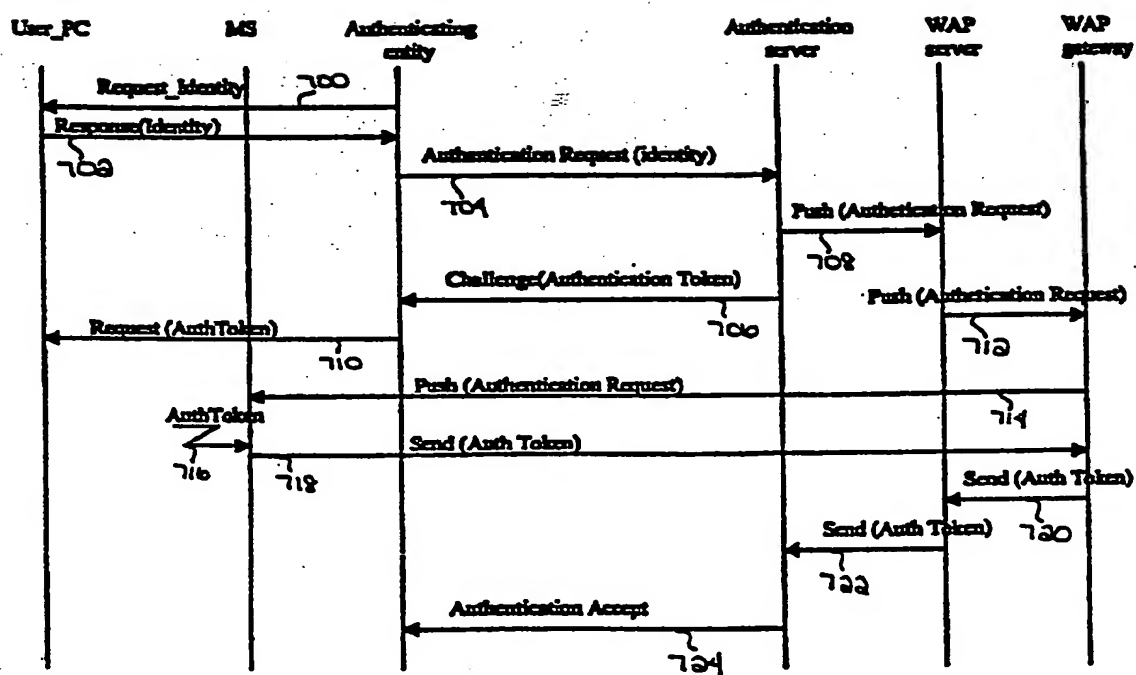 User_PC
MS
Authenticating
entity
Authentication
server
WAP
server
WAP
gateway
Request_Identity
700
Response(Identity)
702
Authentication Request (identity)
704
Push (Authetication Request)
708
Challenge(Authentication Token)
706
Push (Authetication Request)
712
Request (AuthToken)
710
Push (Authentication Request)
714
AuthToken
716
Send (Auth Token)
718
Send (Auth Token)
720
Send (Auth Token)
722
Authentication Accept
724